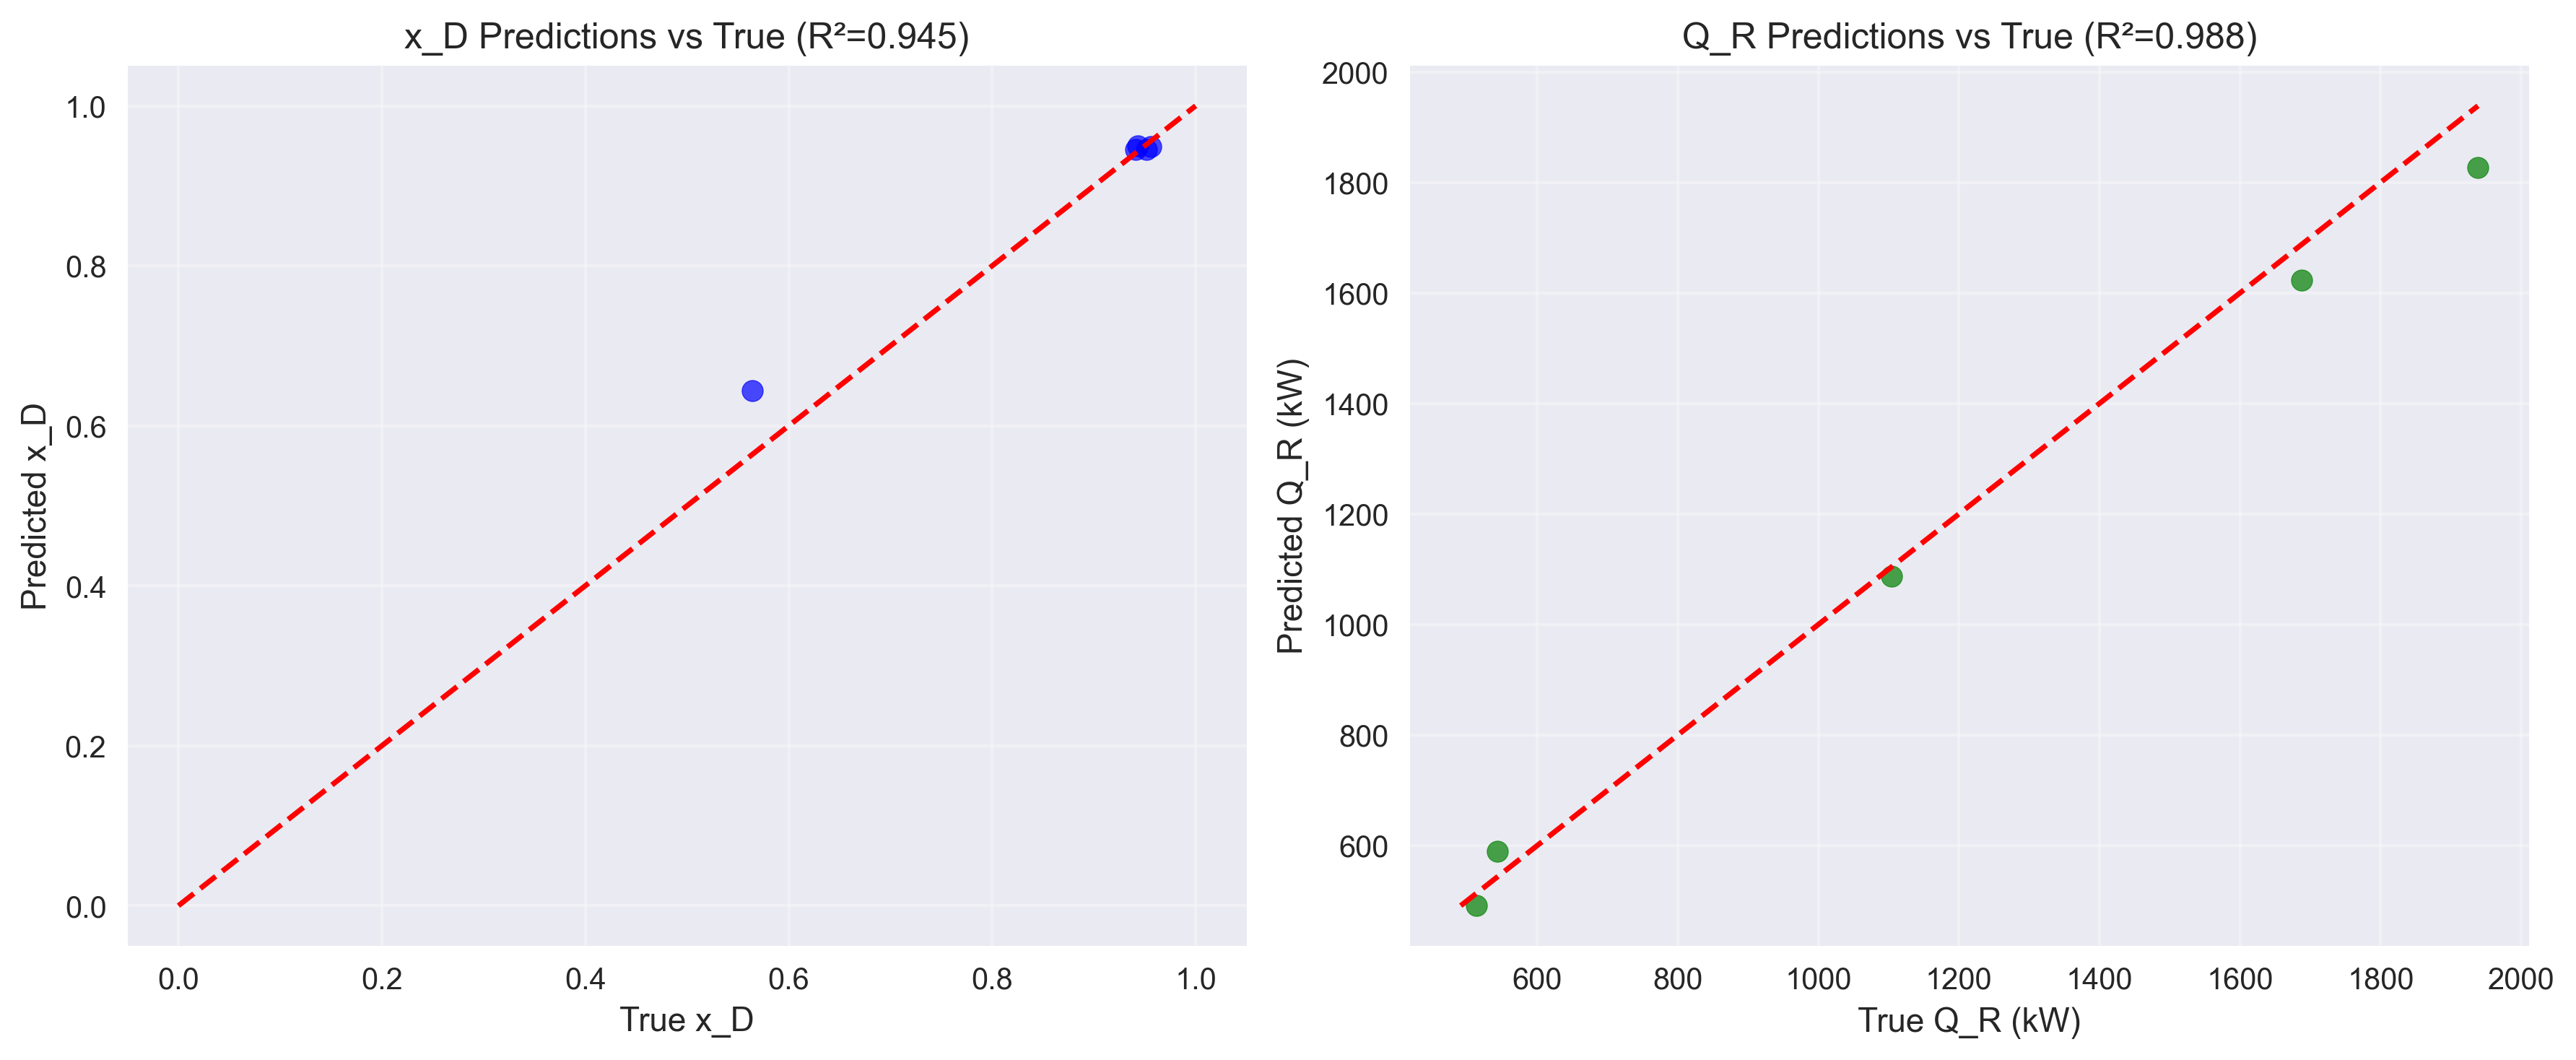 x_D Predictions vs True (R²=0.945)
Predicted x_D
1.0
0.8
0.6
0.4
0.2
0.0
0.0 0.2 0.4 0.6 0.8 1.0
True x_D
Q_R Predictions vs True (R²=0.988)
Predicted Q_R (kW)
2000
1800
1600
1400
1200
1000
800
600
600 800 1000 1200 1400 1600 1800 2000
True Q_R (kW)